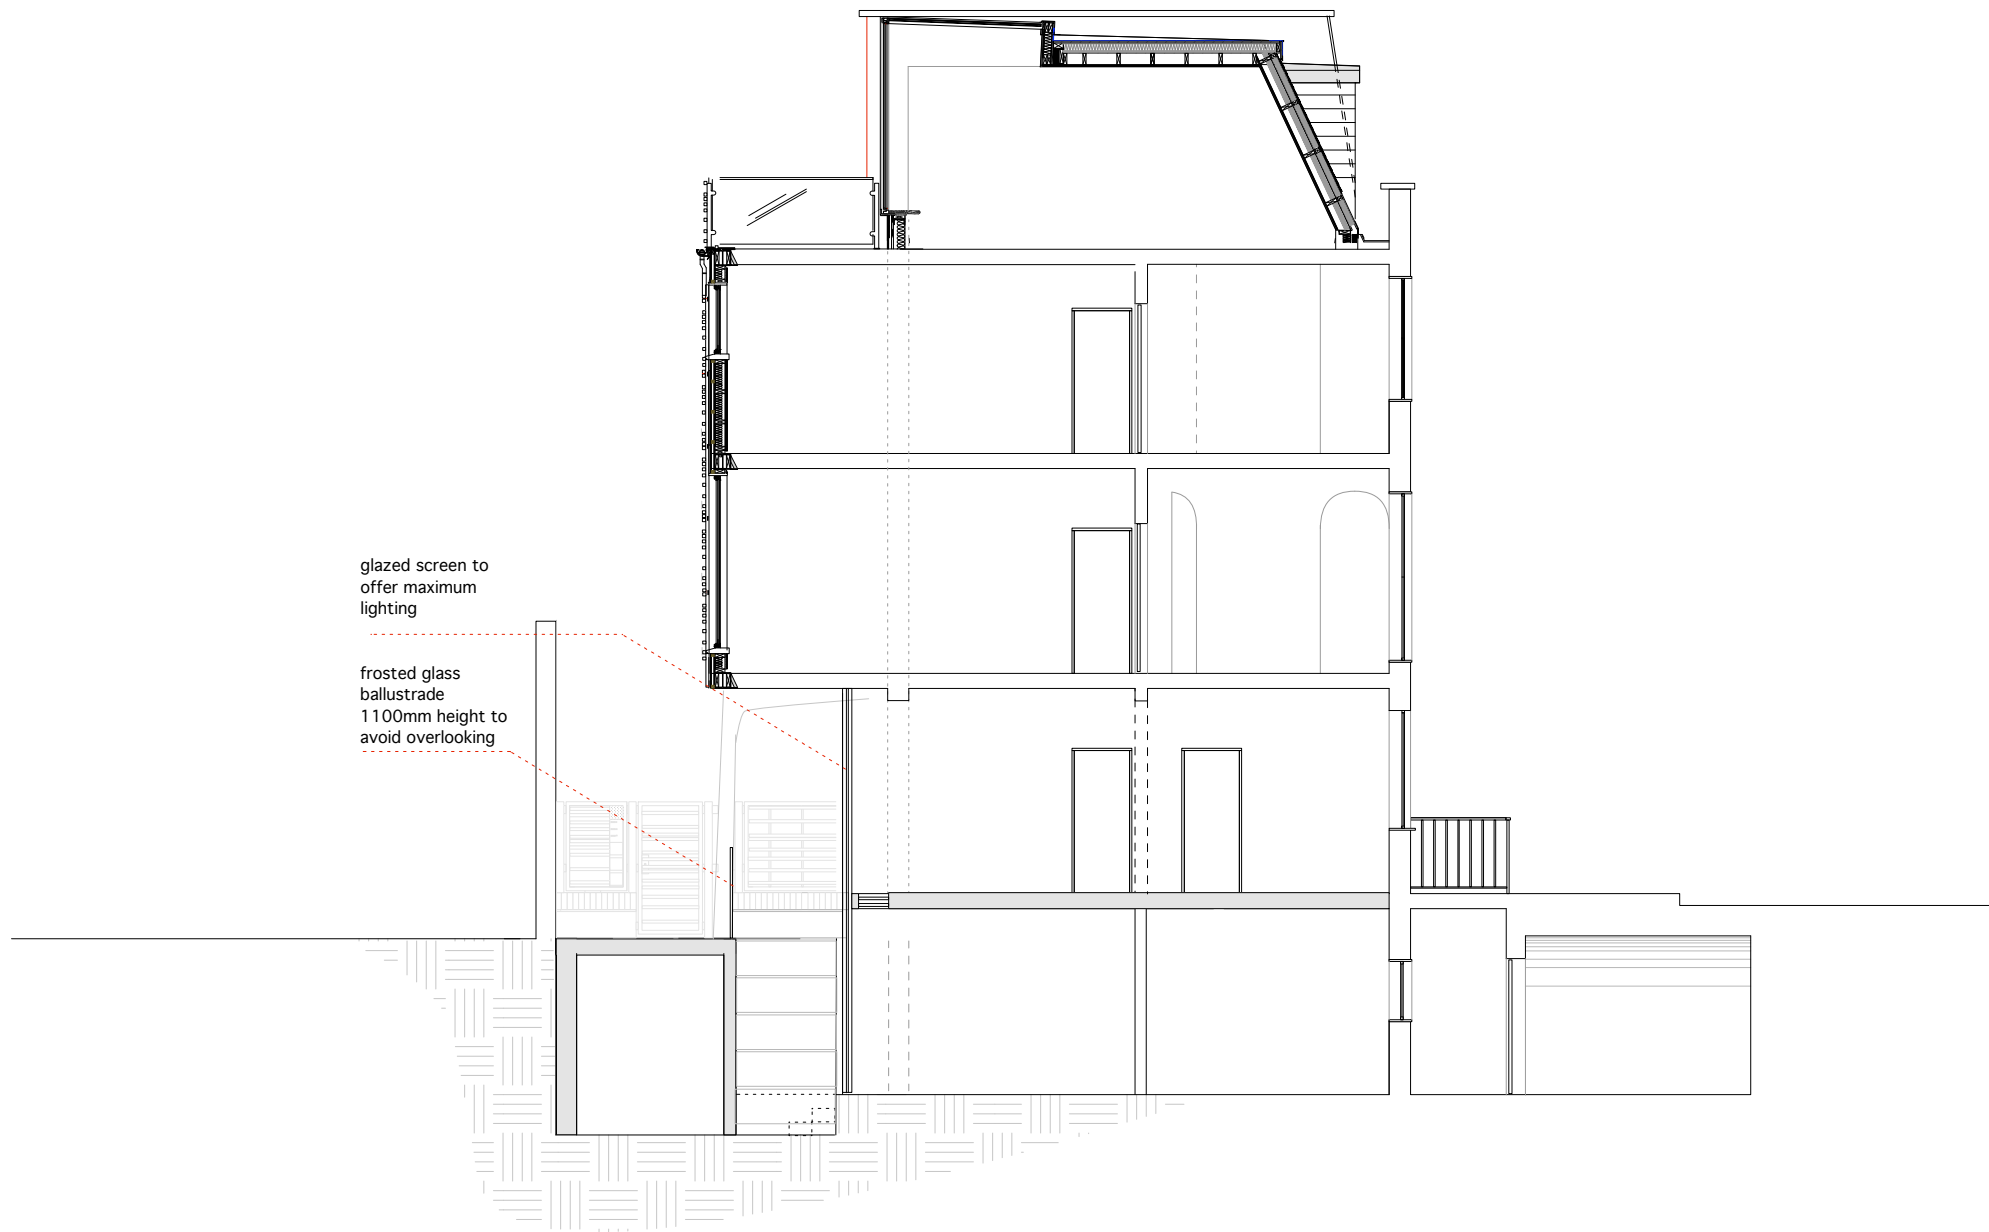 glazed screen to
offer maximum
lighting
frosted glass
ballustrade
1100mm height to
avoid overlooking